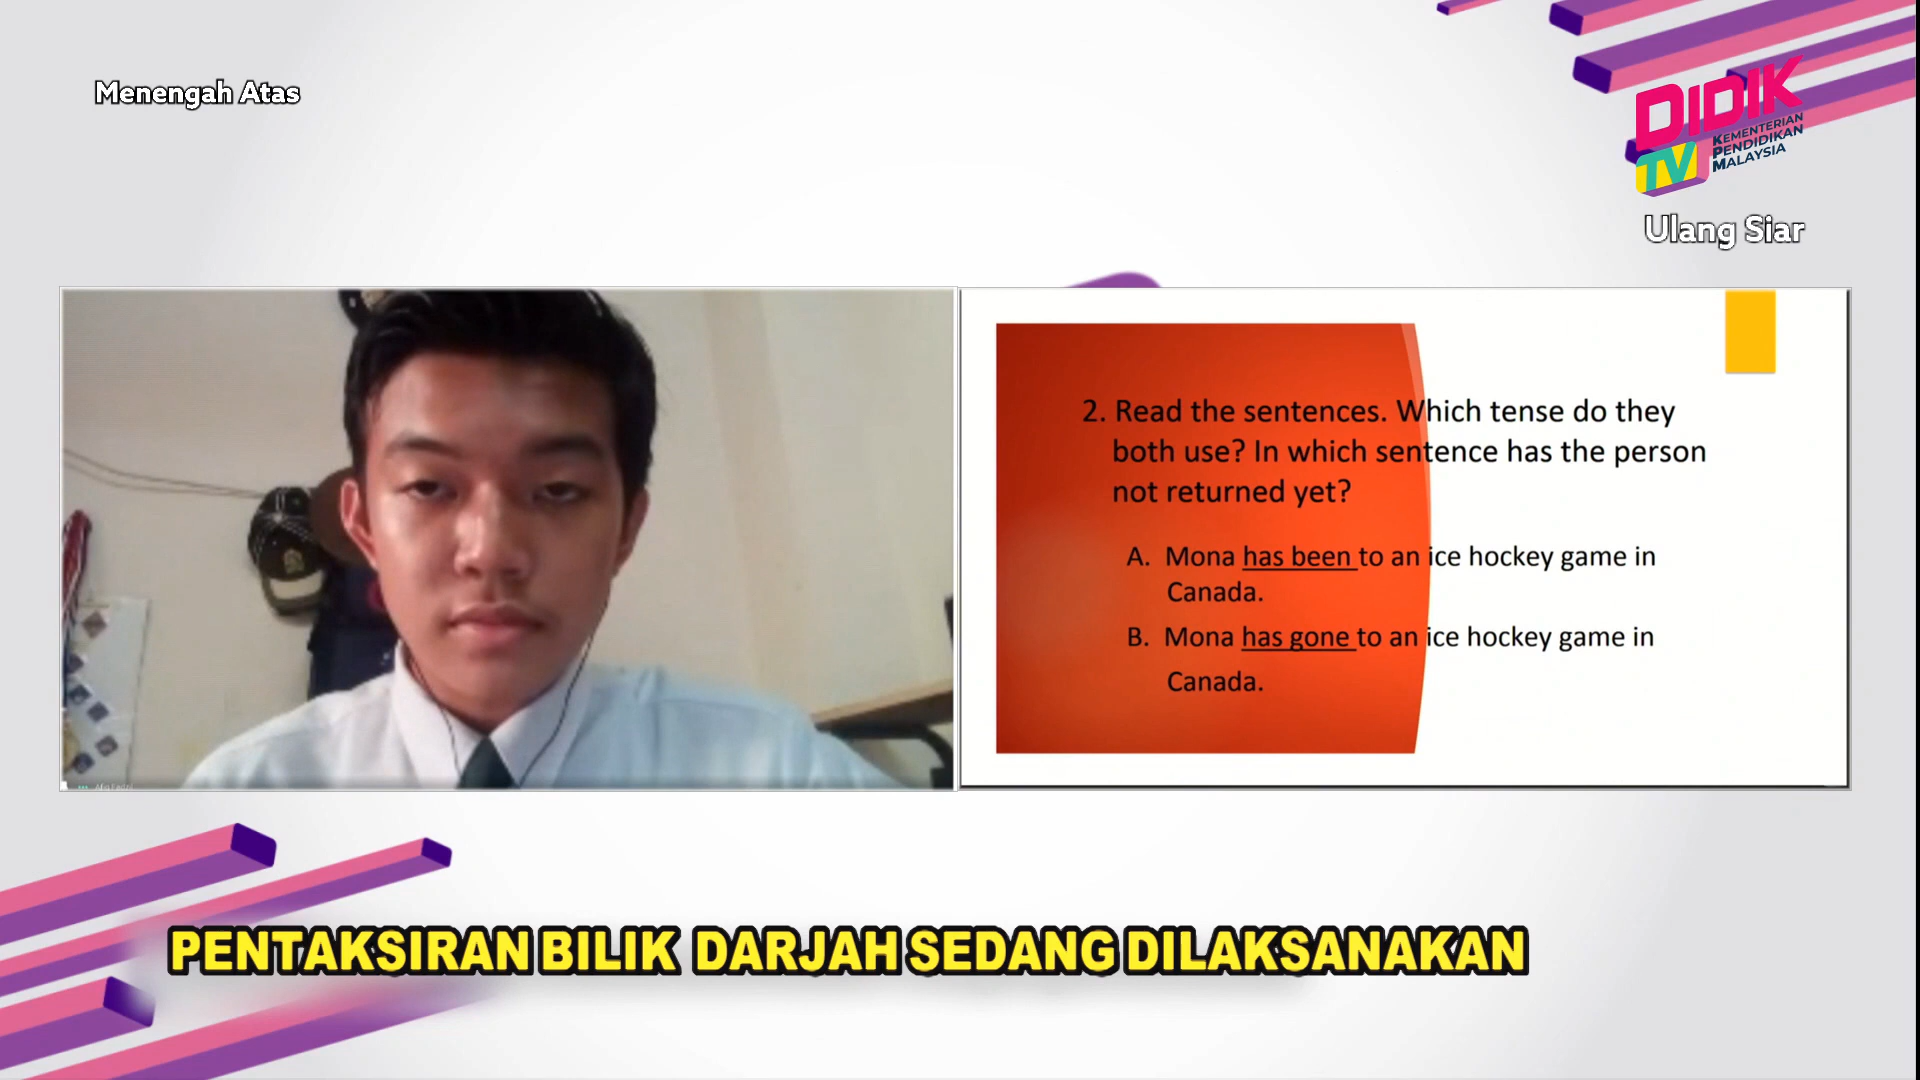 Menengah Atas
DIDIK
TV
KEMENTERIAN
PENDIDIKAN
MALAYSIA
Ulang Siar
2. Read the sentences. Which tense do they
both use? In which sentence has the person
not returned yet?
A. Mona has been to an ice hockey game in
Canada.
B. Mona has gone to an ice hockey game in
Canada.
PENTAKSIRAN BILIK DARJAH SEDANG DILAKSANAKAN